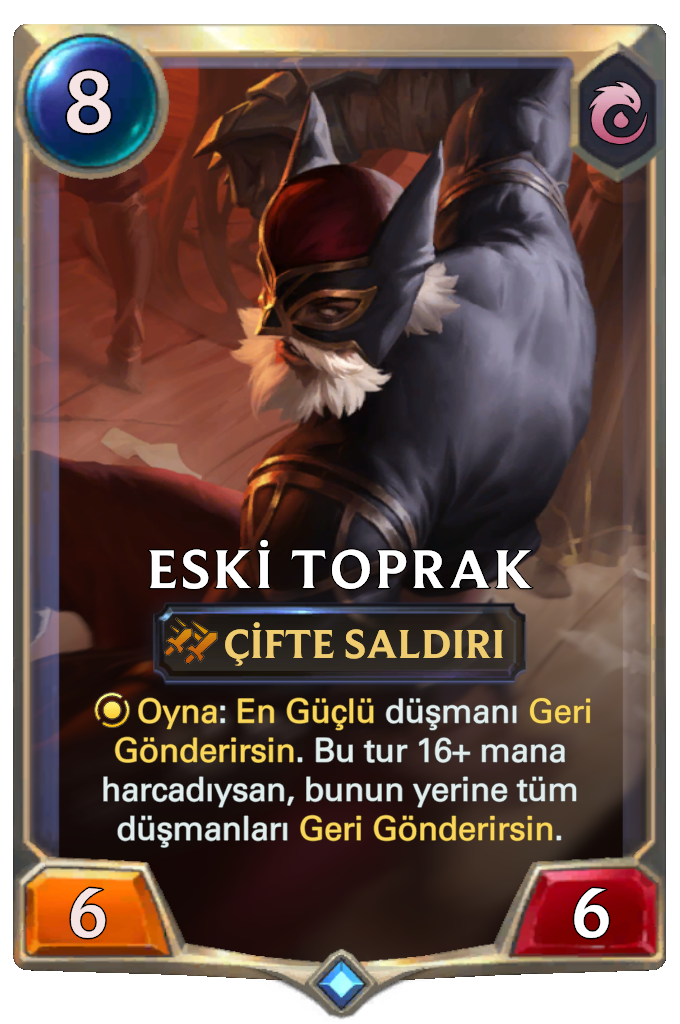 8
ESKİ TOPRAK
ÇİFTE SALDIRI
Oyna: En Güçlü düşmanı Geri
Gönderirsin. Bu tur 16+ mana
harcadıysan, bunun yerine tüm
düşmanları Geri Gönderirsin.
6
6